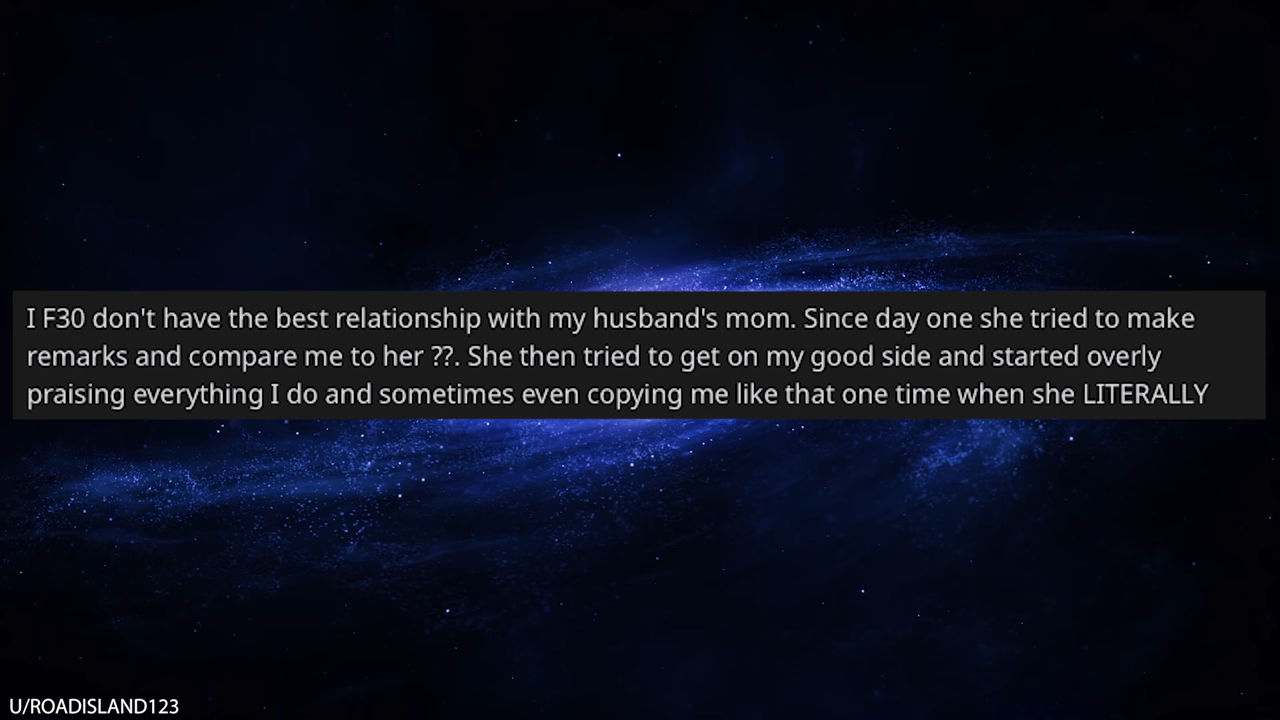 I F30 don't have the best relationship with my husband's mom. Since day one she tried to make
remarks and compare me to her ??. She then tried to get on my good side and started overly
praising everything I do and sometimes even copying me like that one time when she LITERALLY
U/ROADISLAND123